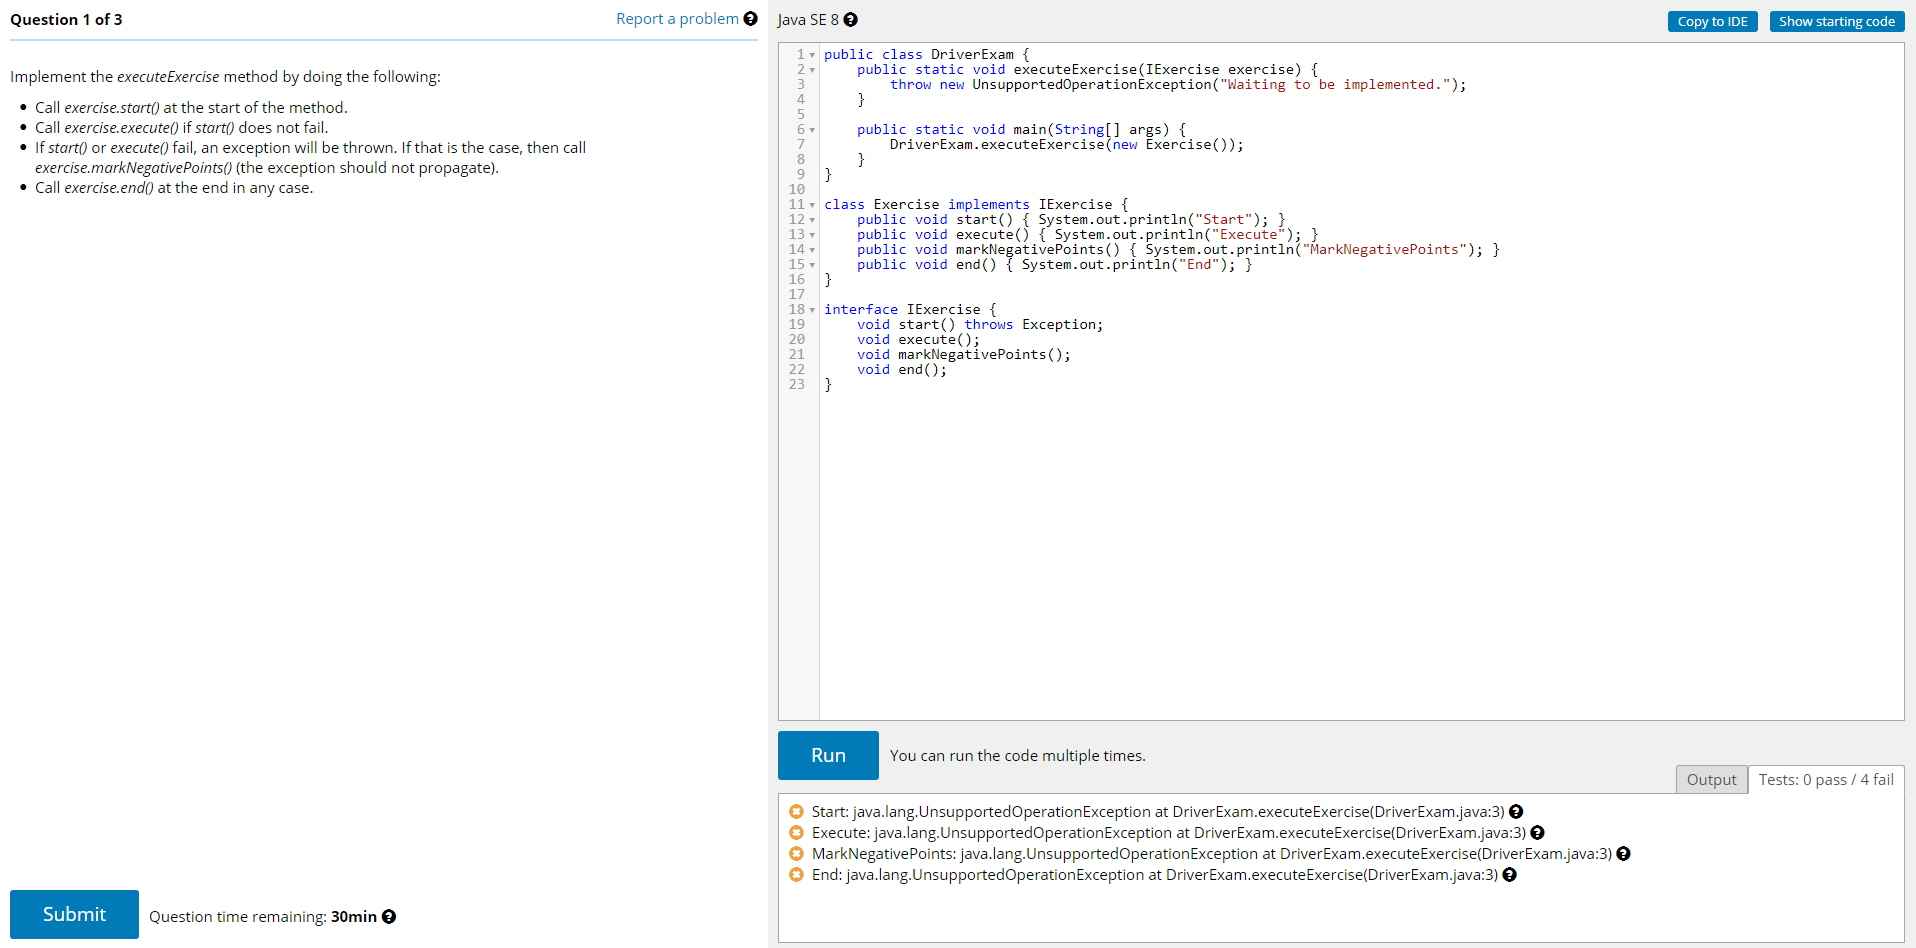 Question 1 of 3
Report a problem
Implement the executeExercise method by doing the following:
Call exercise.start() at the start of the method.
Call exercise.execute() if start() does not fail.
If start() or execute() fail, an exception will be thrown. If that is the case, then call
exercise.markNegativePoints() (the exception should not propagate).
Call exercise.end() at the end in any case.
Submit
Question time remaining: 30min
Java SE 8
Copy to IDE
Show starting code
1 public class DriverExam {
2     public static void executeExercise(IExercise exercise) {
3         throw new UnsupportedOperationException("Waiting to be implemented.");
4     }
5
6     public static void main(String[] args) {
7         DriverExam.executeExercise(new Exercise());
8     }
9 }
10
11 class Exercise implements IExercise {
12     public void start() { System.out.println("Start"); }
13     public void execute() { System.out.println("Execute"); }
14     public void markNegativePoints() { System.out.println("MarkNegativePoints"); }
15     public void end() { System.out.println("End"); }
16 }
17
18 interface IExercise {
19     void start() throws Exception;
20     void execute();
21     void markNegativePoints();
22     void end();
23 }
Run
You can run the code multiple times.
Output
Tests: 0 pass / 4 fail
Start: java.lang.UnsupportedOperationException at DriverExam.executeExercise(DriverExam.java:3)
Execute: java.lang.UnsupportedOperationException at DriverExam.executeExercise(DriverExam.java:3)
MarkNegativePoints: java.lang.UnsupportedOperationException at DriverExam.executeExercise(DriverExam.java:3)
End: java.lang.UnsupportedOperationException at DriverExam.executeExercise(DriverExam.java:3)